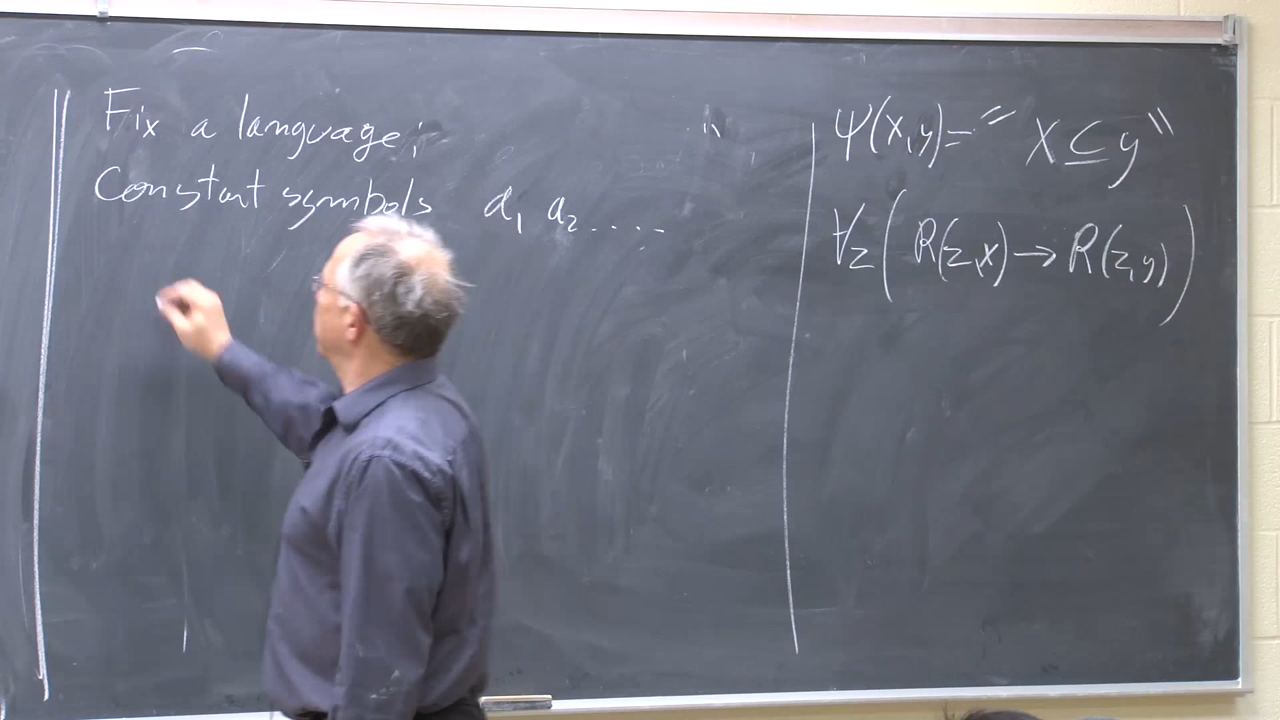 Fix a language;
Constant symbols a₁ a₂.....
Ψ(x,y)= "X ⊆ y"
∀z(R(z,x)→R(z,y))